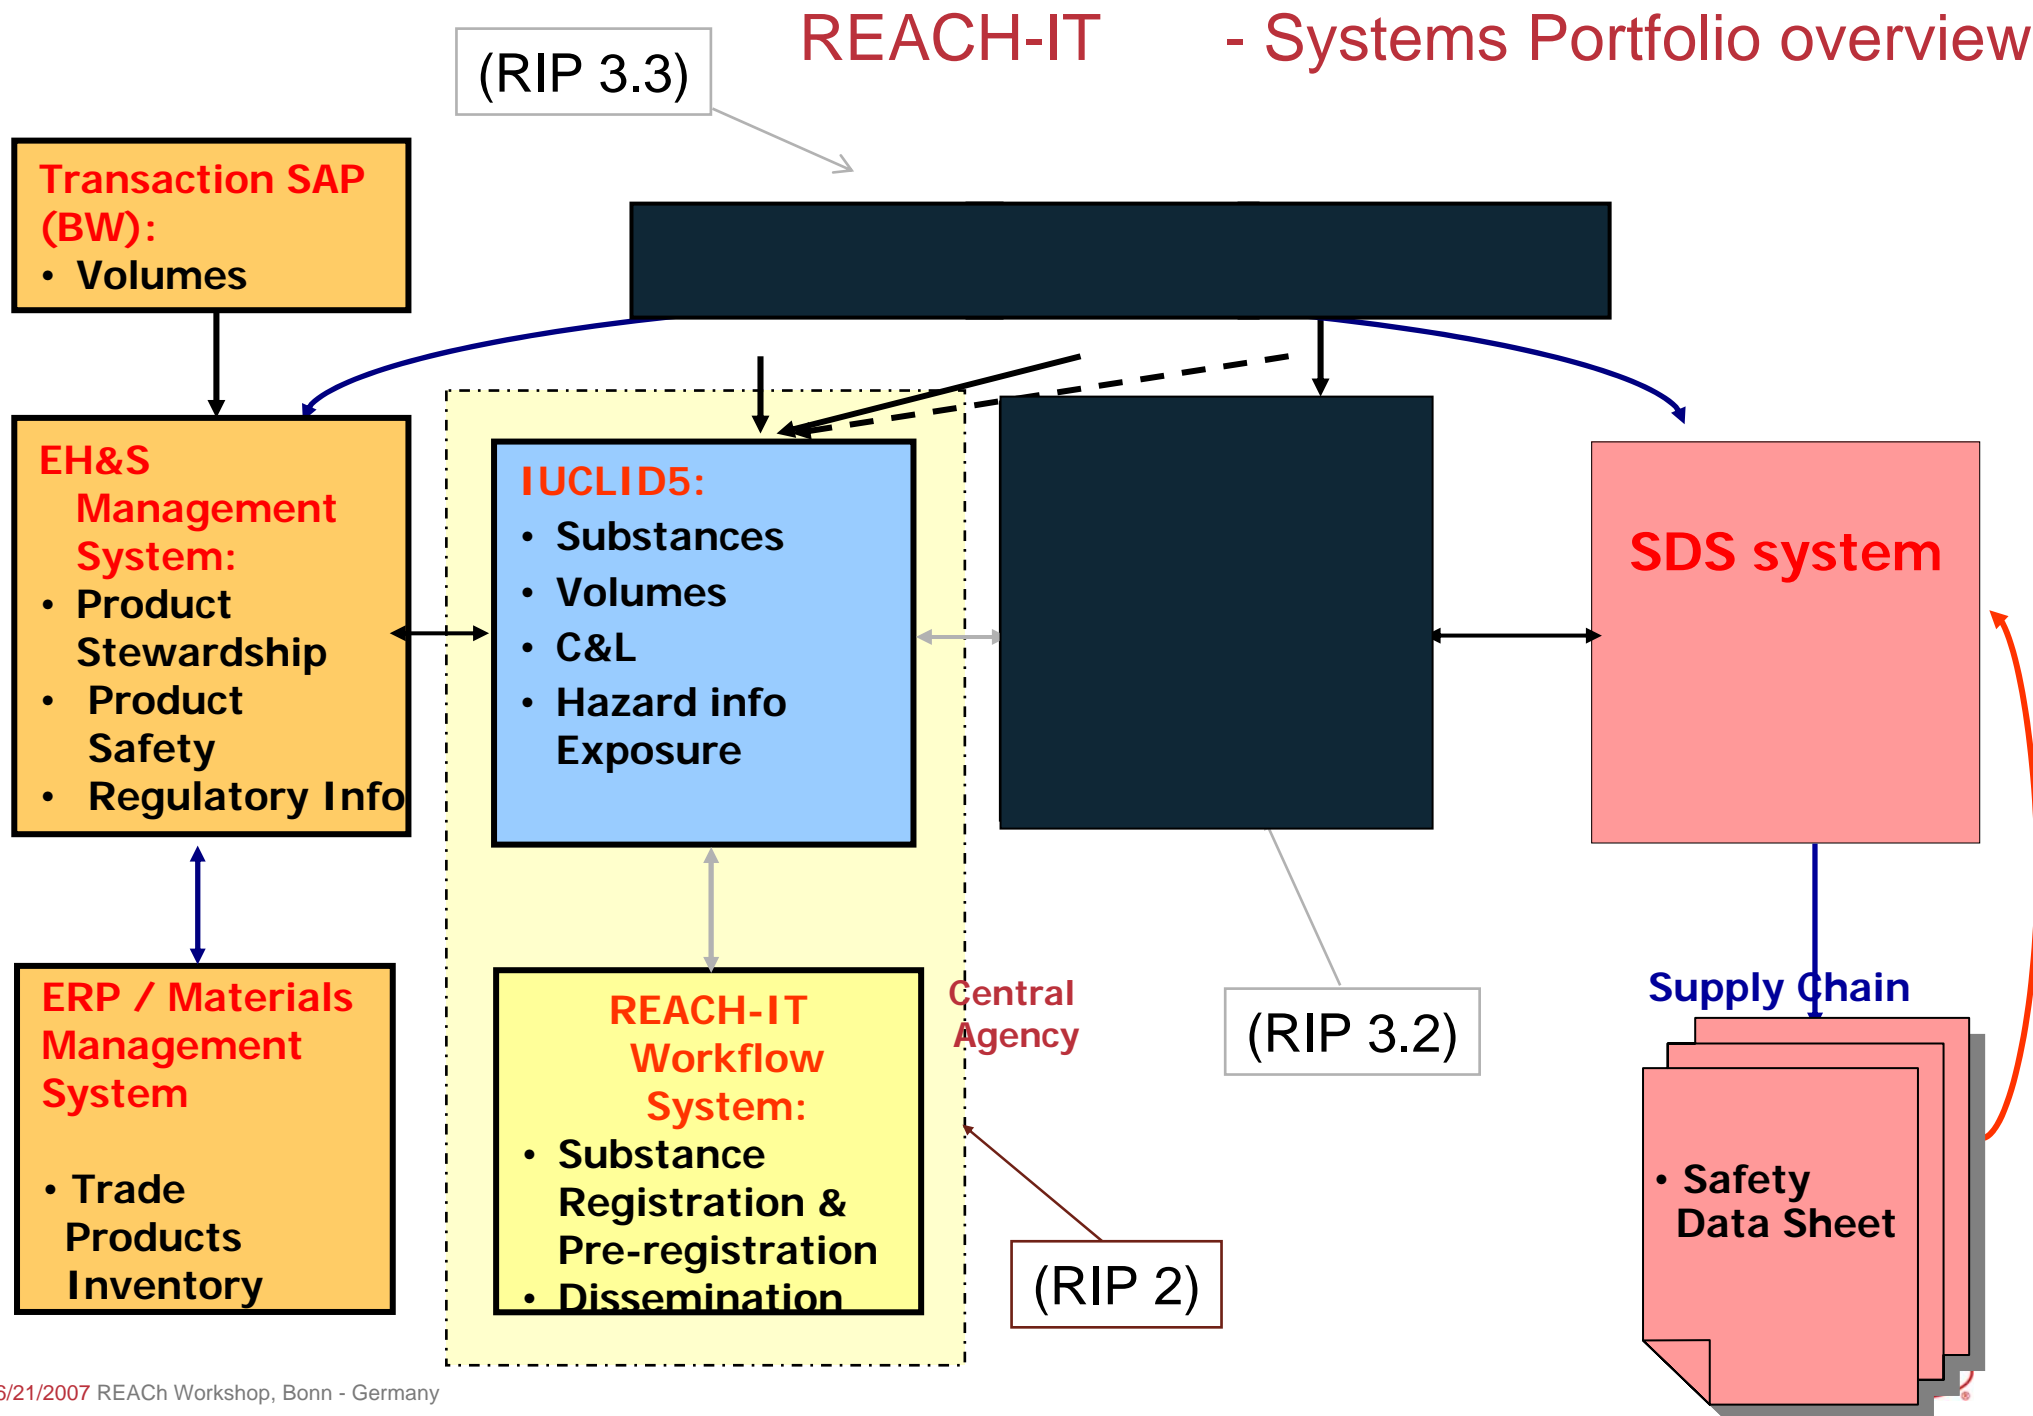 REACH-IT - Systems Portfolio overview
(RIP 3.3)
Transaction SAP
(BW):
• Volumes
EH&S
Management
System:
• Product
Stewardship
• Product
Safety
• Regulatory Info
IUCLID5:
• Substances
• Volumes
• C&L
• Hazard info
Exposure
SDS system
ERP / Materials
Management
System
• Trade
Products
Inventory
REACH-IT
Workflow
System:
• Substance
Registration &
Pre-registration
• Dissemination
Central
Agency
(RIP 3.2)
(RIP 2)
Supply Chain
• Safety
Data Sheet
6/21/2007 REACh Workshop, Bonn - Germany
®